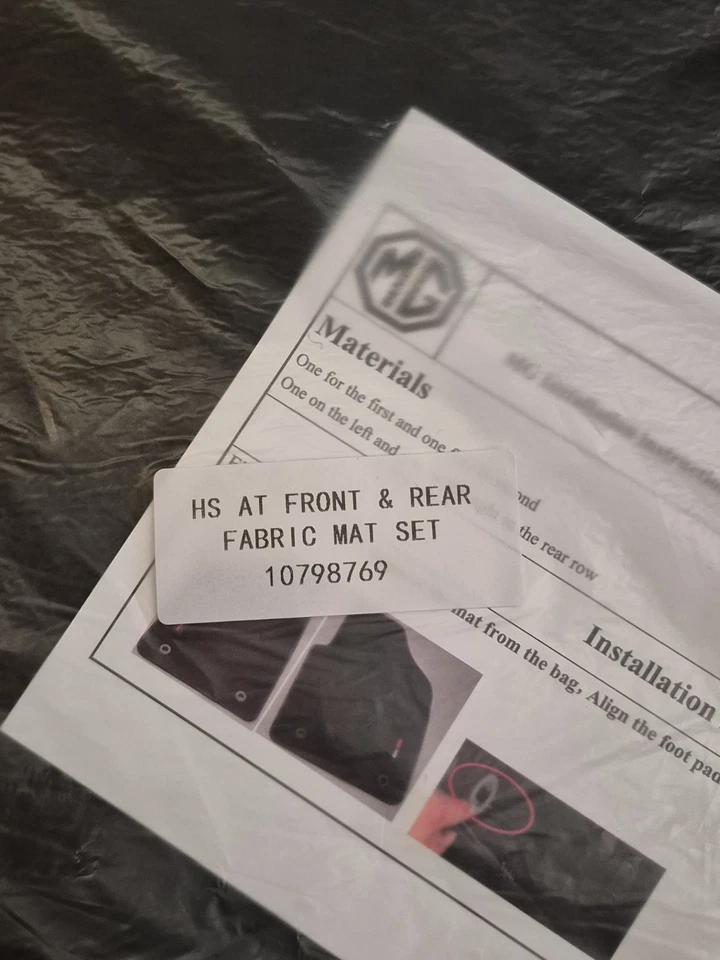 MG
Materials
One for the first and one
One on the left and
ond
the rear row
HS AT FRONT & REAR
FABRIC MAT SET
10798769
Installation
mat from the bag, Align the foot pad